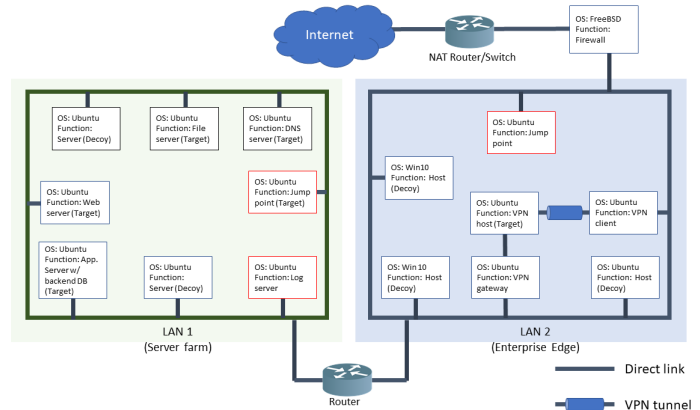 Internet
NAT Router/Switch
OS: FreeBSD
Function:
Firewall
OS: Ubuntu
Function:
Server (Decoy)
OS: Ubuntu
Function: File
server (Target)
OS: Ubuntu
Function: DNS
server (Target)
OS: Ubuntu
Function: Web
server (Target)
OS: Ubuntu
Function: Jump
point (Target)
OS: Ubuntu
Function: App.
Server w/
backend DB
(Target)
OS: Ubuntu
Function:
Server (Decoy)
OS: Ubuntu
Function: Log
server
LAN 1
(Server farm)
OS: Ubuntu
Function: Jump
point
OS: Win10
Function: Host
(Decoy)
OS: Ubuntu
Function: VPN
host (Target)
OS: Ubuntu
Function: VPN
client
OS: Win10
Function: Host
(Decoy)
OS: Ubuntu
Function: VPN
gateway
OS: Ubuntu
Function: Host
(Decoy)
LAN 2
(Enterprise Edge)
Router
Direct link
VPN tunnel